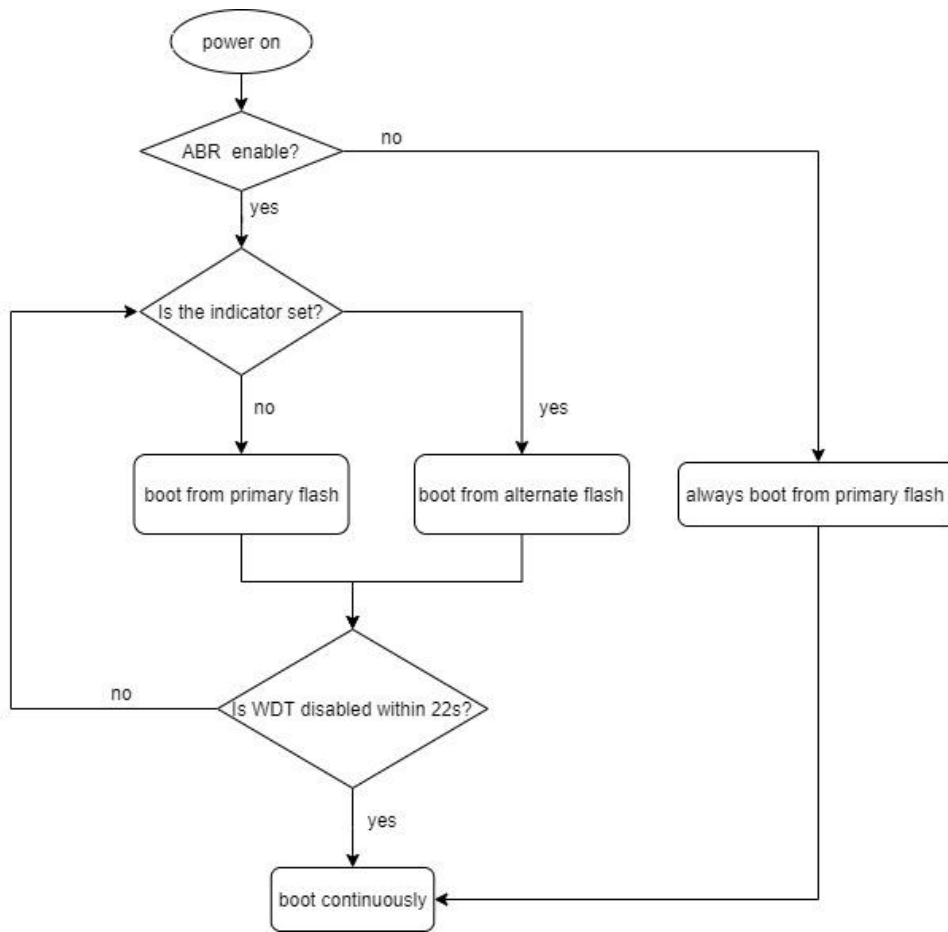 power on
ABR enable?
no
yes
Is the indicator set?
no
yes
boot from primary flash
boot from alternate flash
always boot from primary flash
no
Is WDT disabled within 22s?
yes
boot continuously